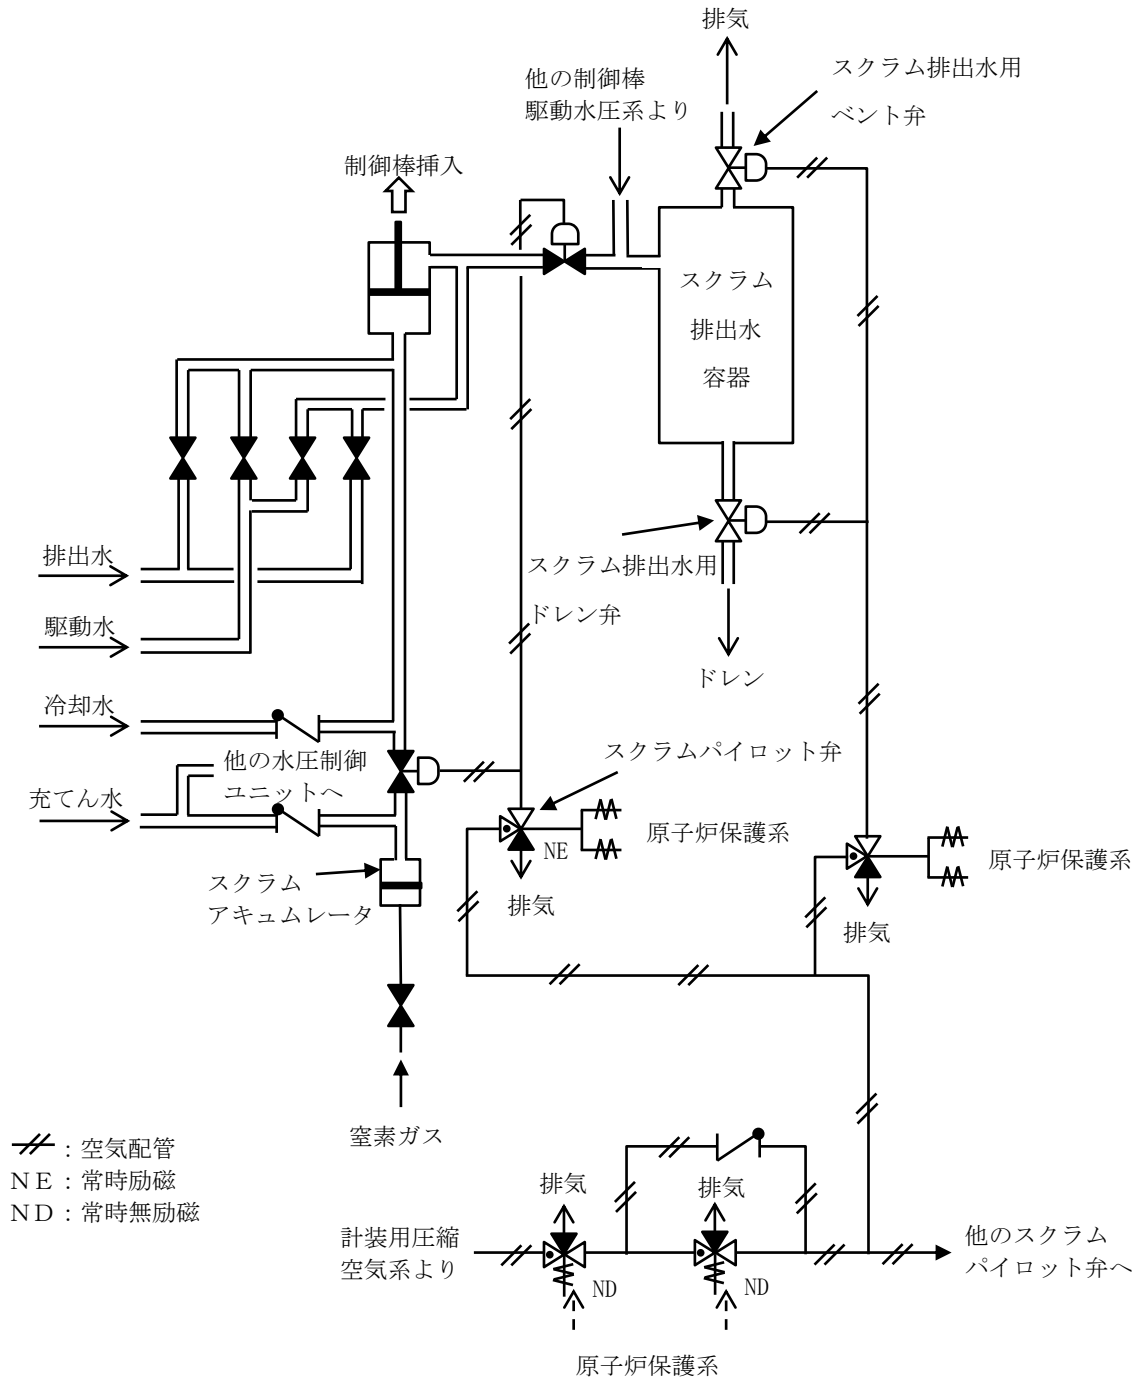 排気
スクラム排出水用
ベント弁
他の制御棒
駆動水圧系より
制御棒挿入
スクラム
排出水
容器
排出水
スクラム排出水用
ドレン弁
駆動水
ドレン
冷却水
他の水圧制御
ユニットへ
スクラムパイロット弁
充てん水
原子炉保護系
NE
原子炉保護系
スクラム
アキュムレータ
排気
排気
窒素ガス
:空気配管
NE:常時励磁
ND:常時無励磁
排気
排気
計装用圧縮
空気系より
ND
ND
他のスクラム
パイロット弁へ
原子炉保護系